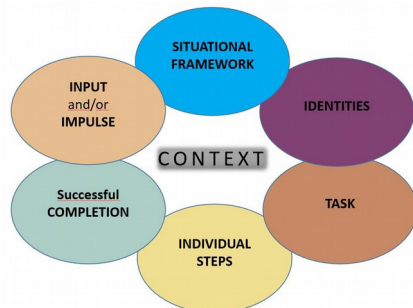 SITUATIONAL
FRAMEWORK
IDENTITIES
TASK
INDIVIDUAL
STEPS
Successful
COMPLETION
INPUT
and/or
IMPULSE
CONTEXT